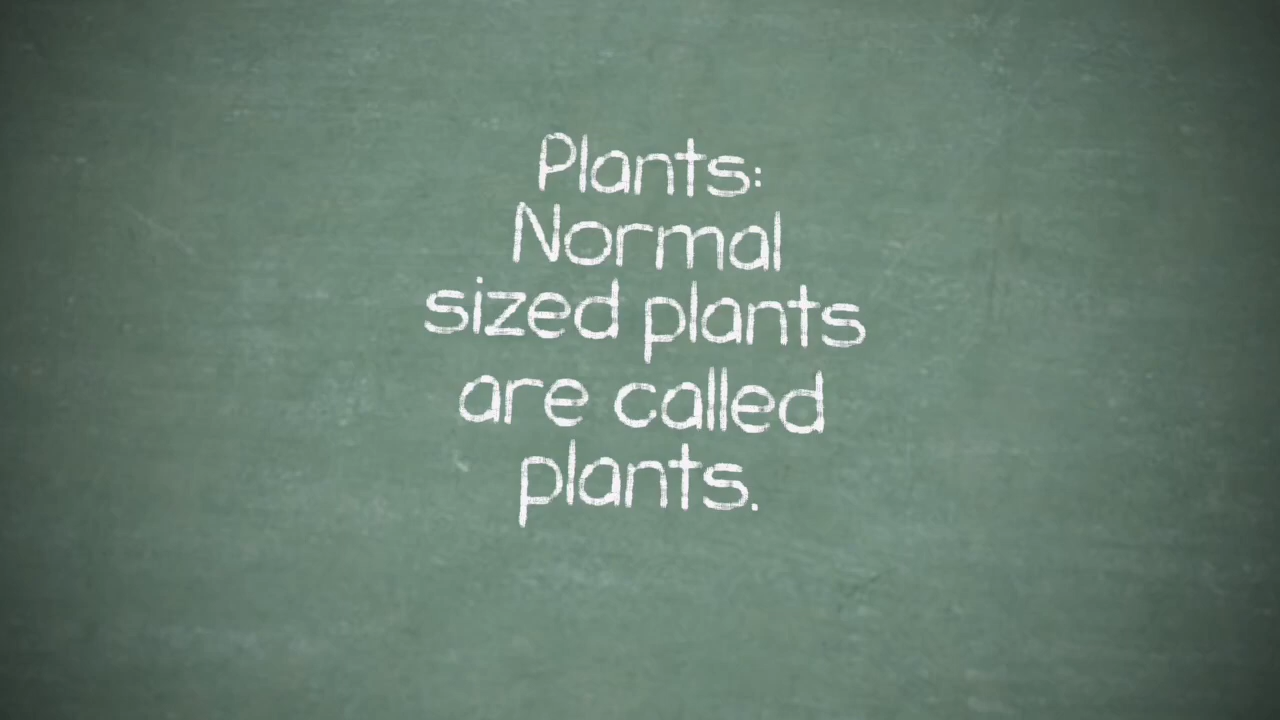 Plants:
Normal
sized plants
are called
plants.